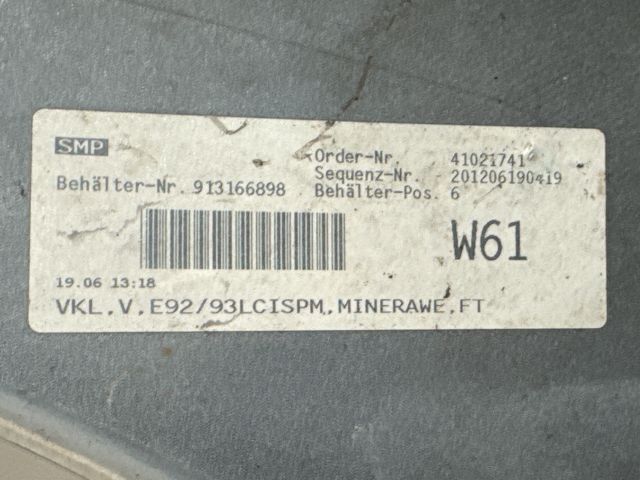 SMP
Order-Nr. 41021741
Sequenz-Nr. 201206190419
Behälter-Nr. 913166898 Behälter-Pos. 6
W61
19.06 13:18
VKL.V.E92/93LCISPM.MINERAWE.FT